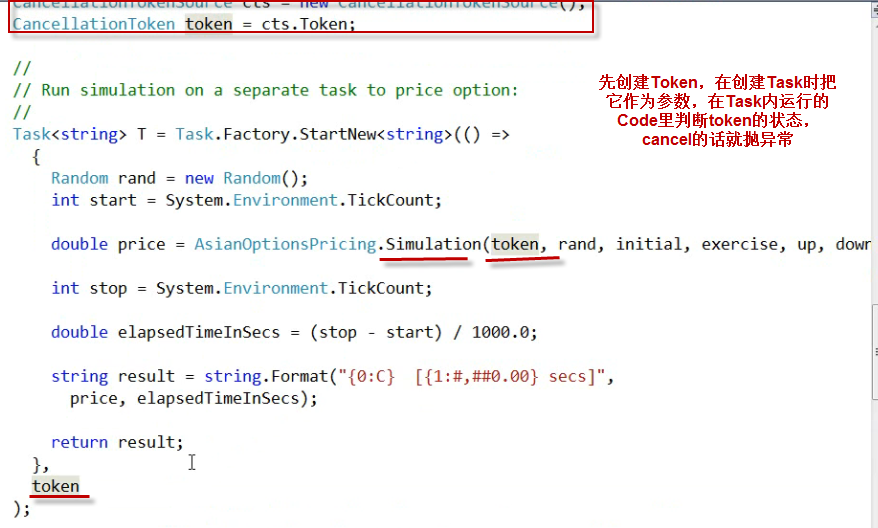 CancellationTokenSource cts = new CancellationTokenSource();
CancellationToken token = cts.Token;
//
// Run simulation on a separate task to price option:
//
Task<string> T = Task.Factory.StartNew<string>(() =>
{
Random rand = new Random();
int start = System.Environment.TickCount;
double price = AsianOptionsPricing.Simulation(token, rand, initial, exercise, up, down
int stop = System.Environment.TickCount;
double elapsedTimeInSecs = (stop - start) / 1000.0;
string result = string.Format("{0:C}  [{1:#,##0.00} secs]",
price, elapsedTimeInSecs);
return result;
},
token
);
先创建Token，在创建Task时把
它作为参数，在Task内运行的
Code里判断token的状态，
cancel的话就抛异常